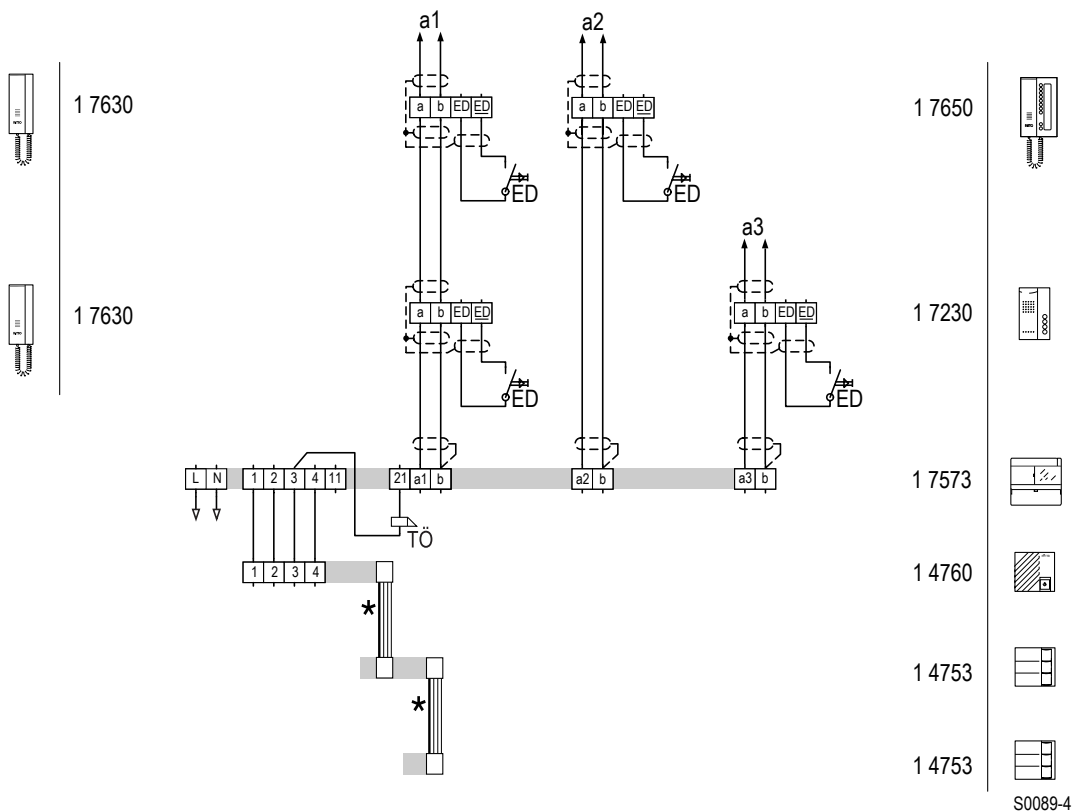 a1
a2
1 7630
a b ED ED
a b ED ED
1 7650
ED
ED
a3
1 7630
a b ED ED
a b ED ED
1 7230
ED
ED
L N 1 2 3 4 11 21 a1 b a2 b a3 b
1 7573
TÖ
1 2 3 4
1 4760
*
1 4753
*
1 4753
S0089-4